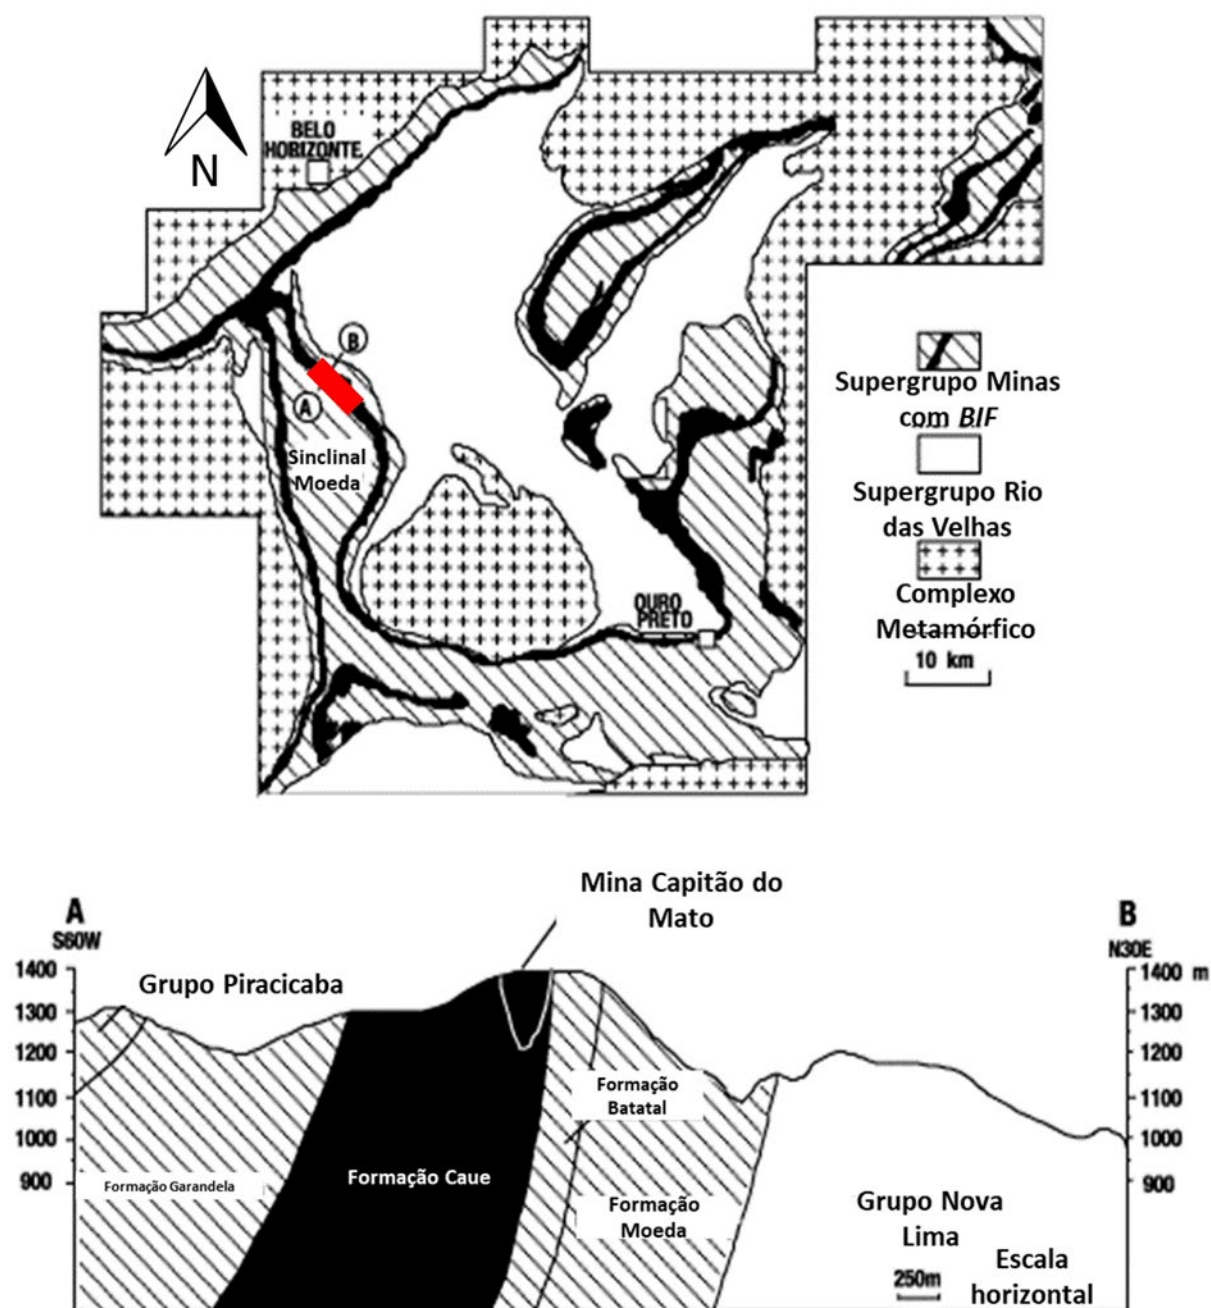 N
BELO
HORIZONTE
B
A
Sinclinal
Moeda
OURO
PRETO
Supergrupo Minas
com BIF
Supergrupo Rio
das Velhas
Complexo
Metamórfico
10 km
Mina Capitão do
Mato
A
S60W
B
N30E
1400
1300
1200
1100
1000
900
Grupo Piracicaba
Formação Garandela
Formação Caue
Formação
Batatal
Formação
Moeda
Grupo Nova
Lima
1400 m
1300
1200
1100
1000
900
250m
Escala
horizontal